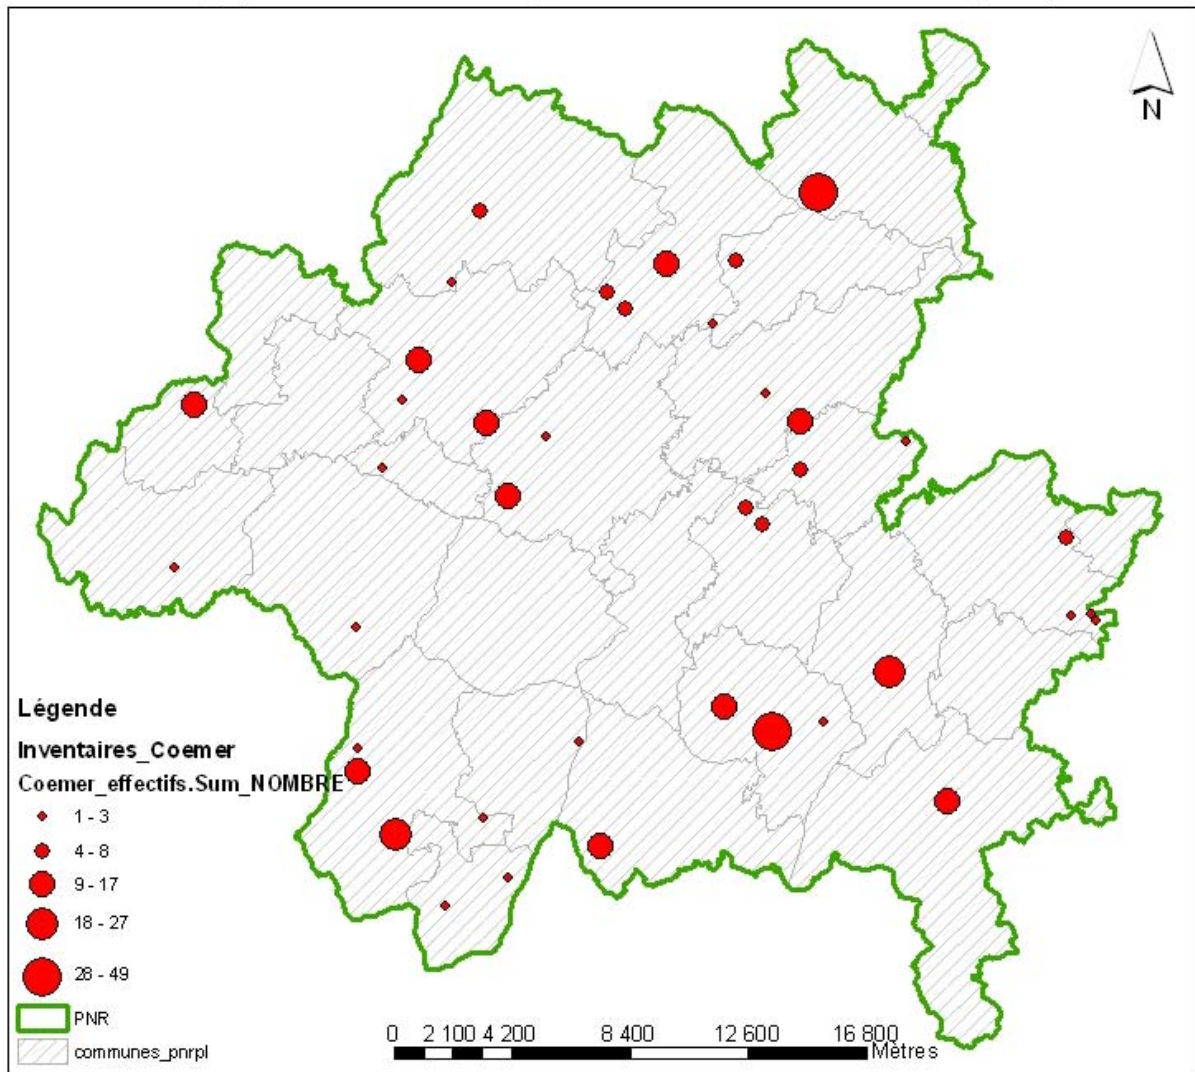 N
Légende
Inventaires_Coemer
Coemer_effectifs.Sum_NOMBRE
1 - 3
4 - 8
9 - 17
18 - 27
28 - 49
PNR
communes_pnrpl
0 2 100 4 200 8 400 12 600 16 800
Mètres